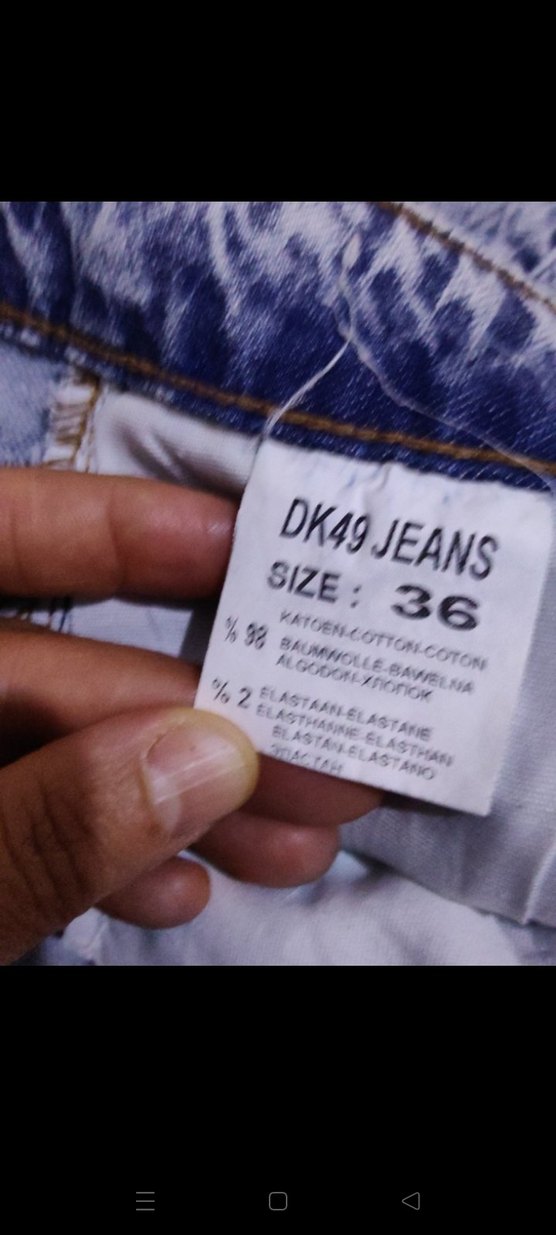 DK49 JEANS
SIZE : 36
% 98 KATOEN-COTTON-COTON
BAUMWOLLE-BAWELNA
ALGODON-ХЛОПОК
% 2 ELASTAAN-ELASTANE
ELASTHANNE-ELASTHAN
ELASTAN-ELASTANO
ЭЛАСТАН